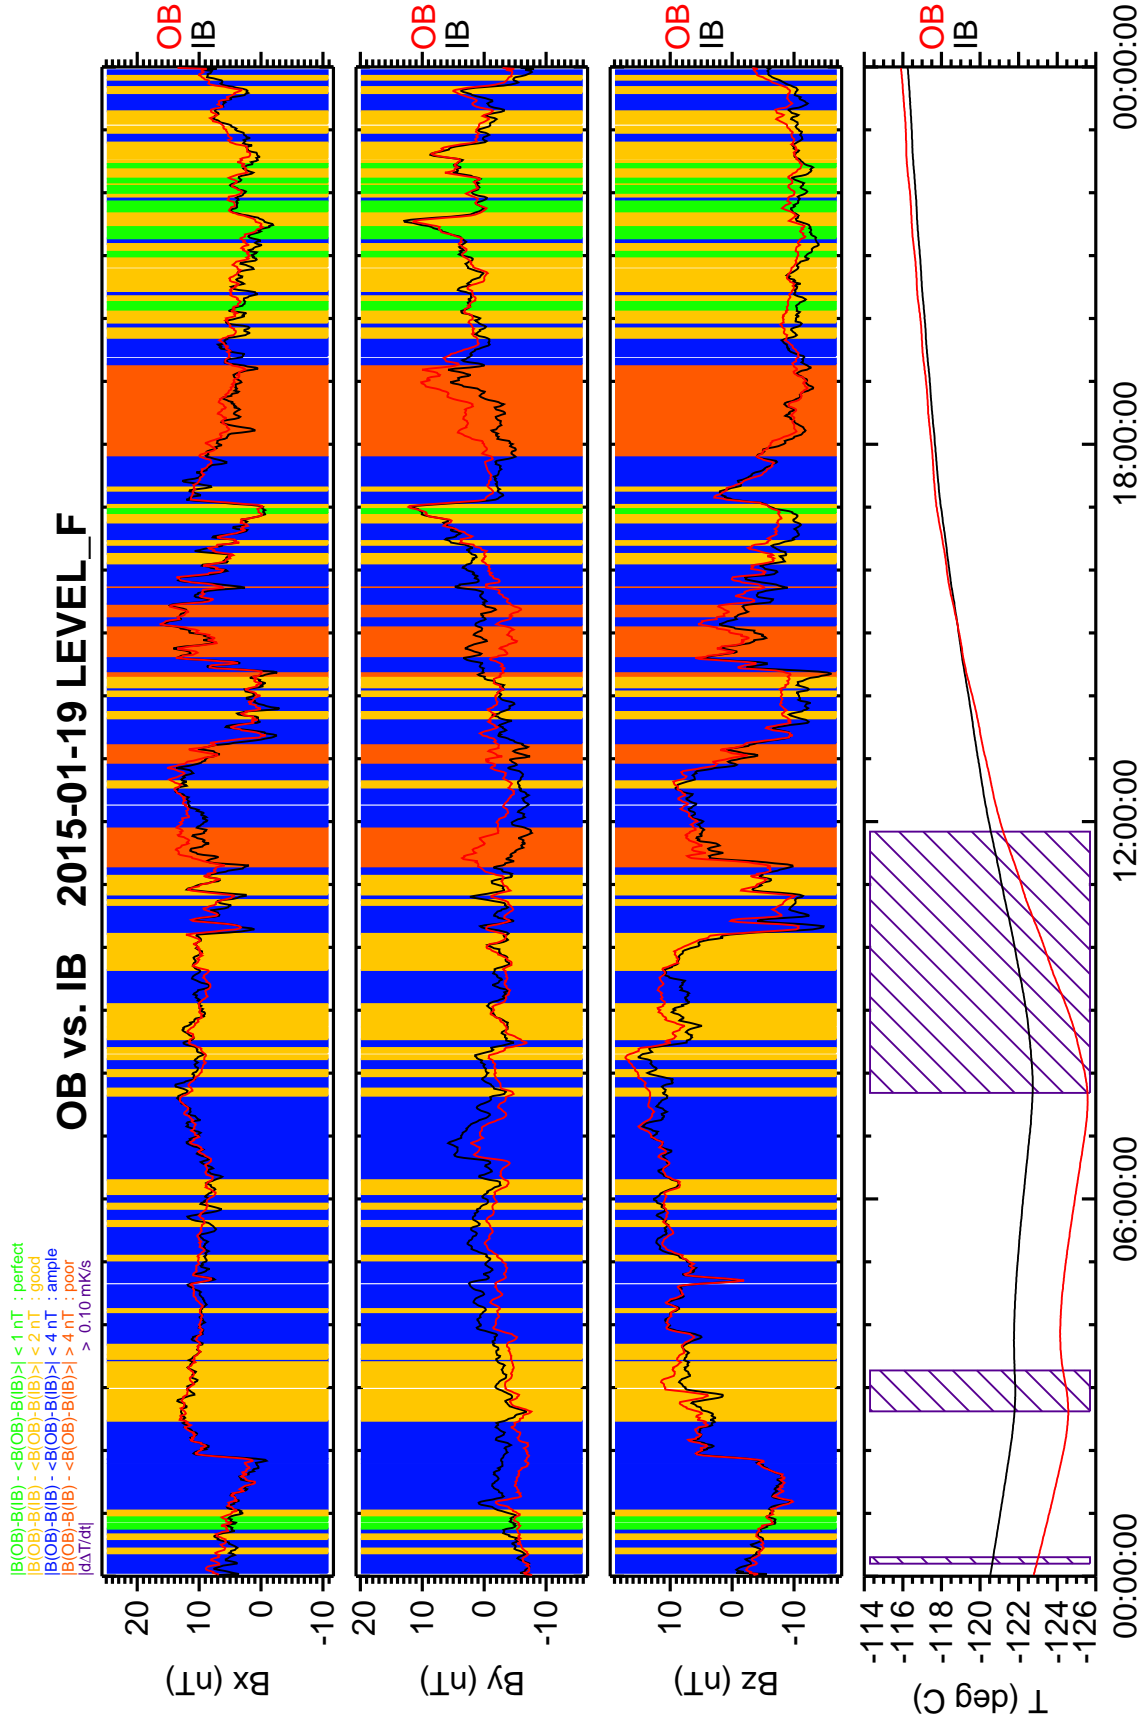 OB vs. IB 2015-01-19 LEVEL_F
|B(OB)-B(IB) - <B(OB)-B(IB)>| < 1 nT : perfect
|B(OB)-B(IB) - <B(OB)-B(IB)>| < 2 nT : good
|B(OB)-B(IB) - <B(OB)-B(IB)>| < 4 nT : ample
|B(OB)-B(IB) - <B(OB)-B(IB)>| > 4 nT : poor
|dΔT/dt| > 0.10 mK/s
Bx (nT)
20
10
0
-10
OB
IB
By (nT)
10
0
-10
OB
IB
Bz (nT)
10
0
-10
OB
IB
T (deg C)
-114
-116
-118
-120
-122
-124
-126
OB
IB
00:00:00
06:00:00
12:00:00
18:00:00
00:00:00